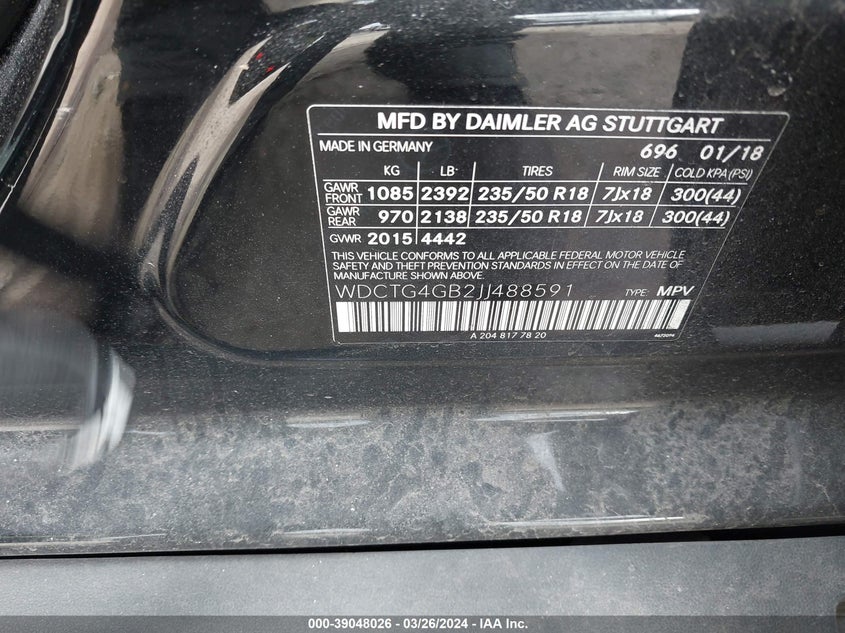 MFD BY DAIMLER AG STUTTGART
MADE IN GERMANY 696 01/18
KG LB TIRES RIM SIZE COLD KPA (PSI)
GAWR FRONT 1085 2392 235/50 R18 7Jx18 300(44)
GAWR REAR 970 2138 235/50 R18 7Jx18 300(44)
GVWR 2015 4442
THIS VEHICLE CONFORMS TO ALL APPLICABLE FEDERAL MOTOR VEHICLE
SAFETY AND THEFT PREVENTION STANDARDS IN EFFECT ON THE DATE OF
MANUFACTURE SHOWN ABOVE.
WDCTG4GB2JJ488591 TYPE: MPV
A 204 817 78 20
000-39048026 - 03/26/2024 - IAA Inc.